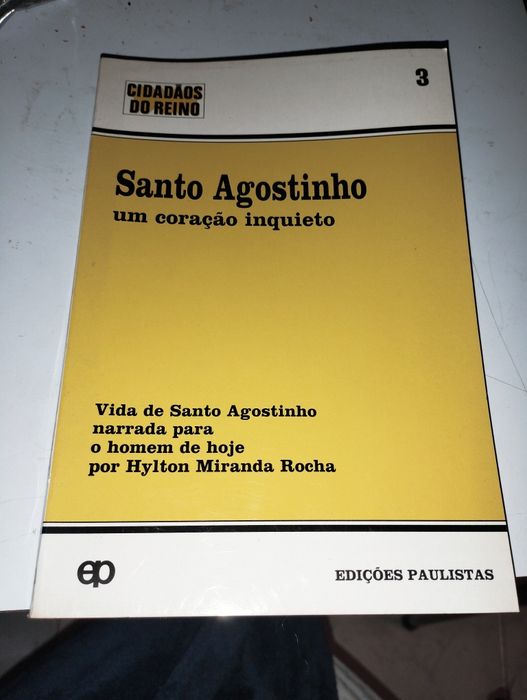 CIDADÃOS
DO REINO
3
Santo Agostinho
um coração inquieto
Vida de Santo Agostinho
narrada para
o homem de hoje
por Hylton Miranda Rocha
ep
EDIÇÕES PAULISTAS